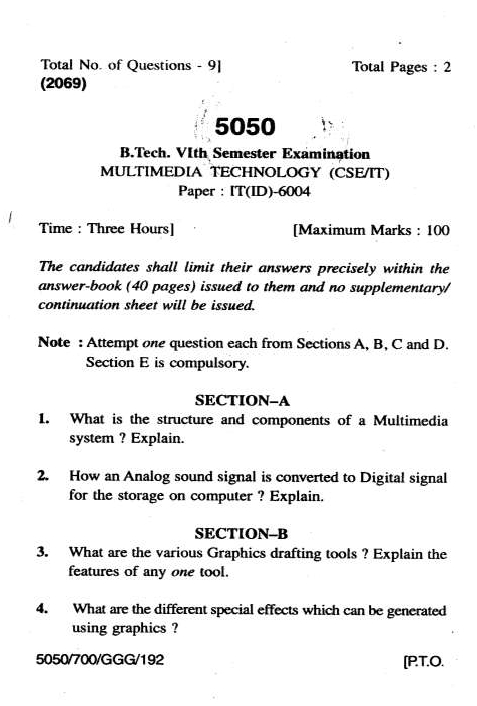 Total No. of Questions - 9] Total Pages : 2
(2069)
5050
B.Tech. VIth Semester Examination
MULTIMEDIA TECHNOLOGY (CSE/IT)
Paper : IT(ID)-6004
Time : Three Hours] [Maximum Marks : 100
The candidates shall limit their answers precisely within the
answer-book (40 pages) issued to them and no supplementary/
continuation sheet will be issued.
Note : Attempt one question each from Sections A, B, C and D.
Section E is compulsory.
SECTION–A
1. What is the structure and components of a Multimedia
system ? Explain.
2. How an Analog sound signal is converted to Digital signal
for the storage on computer ? Explain.
SECTION–B
3. What are the various Graphics drafting tools ? Explain the
features of any one tool.
4. What are the different special effects which can be generated
using graphics ?
5050/700/GGG/192 [P.T.O.